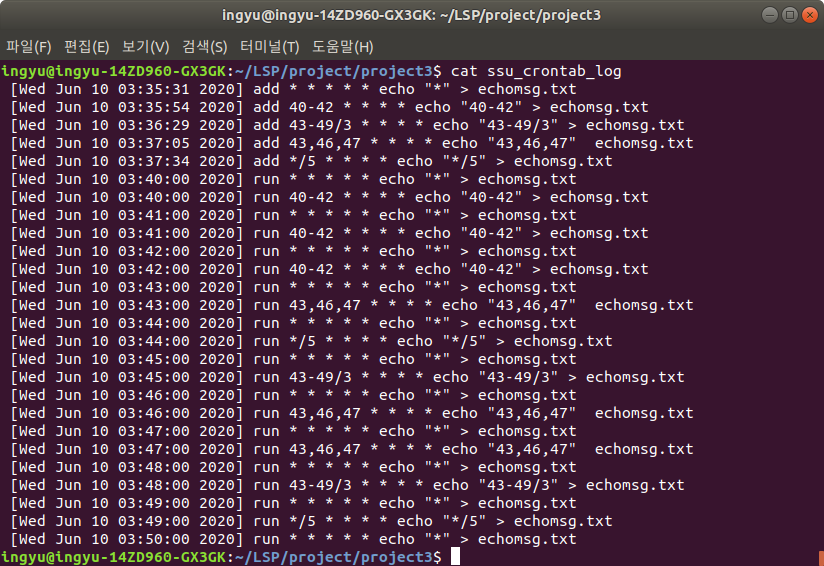 ingyu@ingyu-14ZD960-GX3GK: ~/LSP/project/project3
파일(F) 편집(E) 보기(V) 검색(S) 터미널(T) 도움말(H)
ingyu@ingyu-14ZD960-GX3GK:~/LSP/project/project3$ cat ssu_crontab_log
[Wed Jun 10 03:35:31 2020] add * * * * * echo "*" > echomsg.txt
[Wed Jun 10 03:35:54 2020] add 40-42 * * * * echo "40-42" > echomsg.txt
[Wed Jun 10 03:36:29 2020] add 43-49/3 * * * * echo "43-49/3" > echomsg.txt
[Wed Jun 10 03:37:05 2020] add 43,46,47 * * * * echo "43,46,47"  echomsg.txt
[Wed Jun 10 03:37:34 2020] add */5 * * * * echo "*/5" > echomsg.txt
[Wed Jun 10 03:40:00 2020] run * * * * * echo "*" > echomsg.txt
[Wed Jun 10 03:40:00 2020] run 40-42 * * * * echo "40-42" > echomsg.txt
[Wed Jun 10 03:41:00 2020] run * * * * * echo "*" > echomsg.txt
[Wed Jun 10 03:41:00 2020] run 40-42 * * * * echo "40-42" > echomsg.txt
[Wed Jun 10 03:42:00 2020] run * * * * * echo "*" > echomsg.txt
[Wed Jun 10 03:42:00 2020] run 40-42 * * * * echo "40-42" > echomsg.txt
[Wed Jun 10 03:43:00 2020] run * * * * * echo "*" > echomsg.txt
[Wed Jun 10 03:43:00 2020] run 43,46,47 * * * * echo "43,46,47"  echomsg.txt
[Wed Jun 10 03:44:00 2020] run * * * * * echo "*" > echomsg.txt
[Wed Jun 10 03:44:00 2020] run */5 * * * * echo "*/5" > echomsg.txt
[Wed Jun 10 03:45:00 2020] run * * * * * echo "*" > echomsg.txt
[Wed Jun 10 03:45:00 2020] run 43-49/3 * * * * echo "43-49/3" > echomsg.txt
[Wed Jun 10 03:46:00 2020] run * * * * * echo "*" > echomsg.txt
[Wed Jun 10 03:46:00 2020] run 43,46,47 * * * * echo "43,46,47"  echomsg.txt
[Wed Jun 10 03:47:00 2020] run * * * * * echo "*" > echomsg.txt
[Wed Jun 10 03:47:00 2020] run 43,46,47 * * * * echo "43,46,47"  echomsg.txt
[Wed Jun 10 03:48:00 2020] run * * * * * echo "*" > echomsg.txt
[Wed Jun 10 03:48:00 2020] run 43-49/3 * * * * echo "43-49/3" > echomsg.txt
[Wed Jun 10 03:49:00 2020] run * * * * * echo "*" > echomsg.txt
[Wed Jun 10 03:49:00 2020] run */5 * * * * echo "*/5" > echomsg.txt
[Wed Jun 10 03:50:00 2020] run * * * * * echo "*" > echomsg.txt
ingyu@ingyu-14ZD960-GX3GK:~/LSP/project/project3$